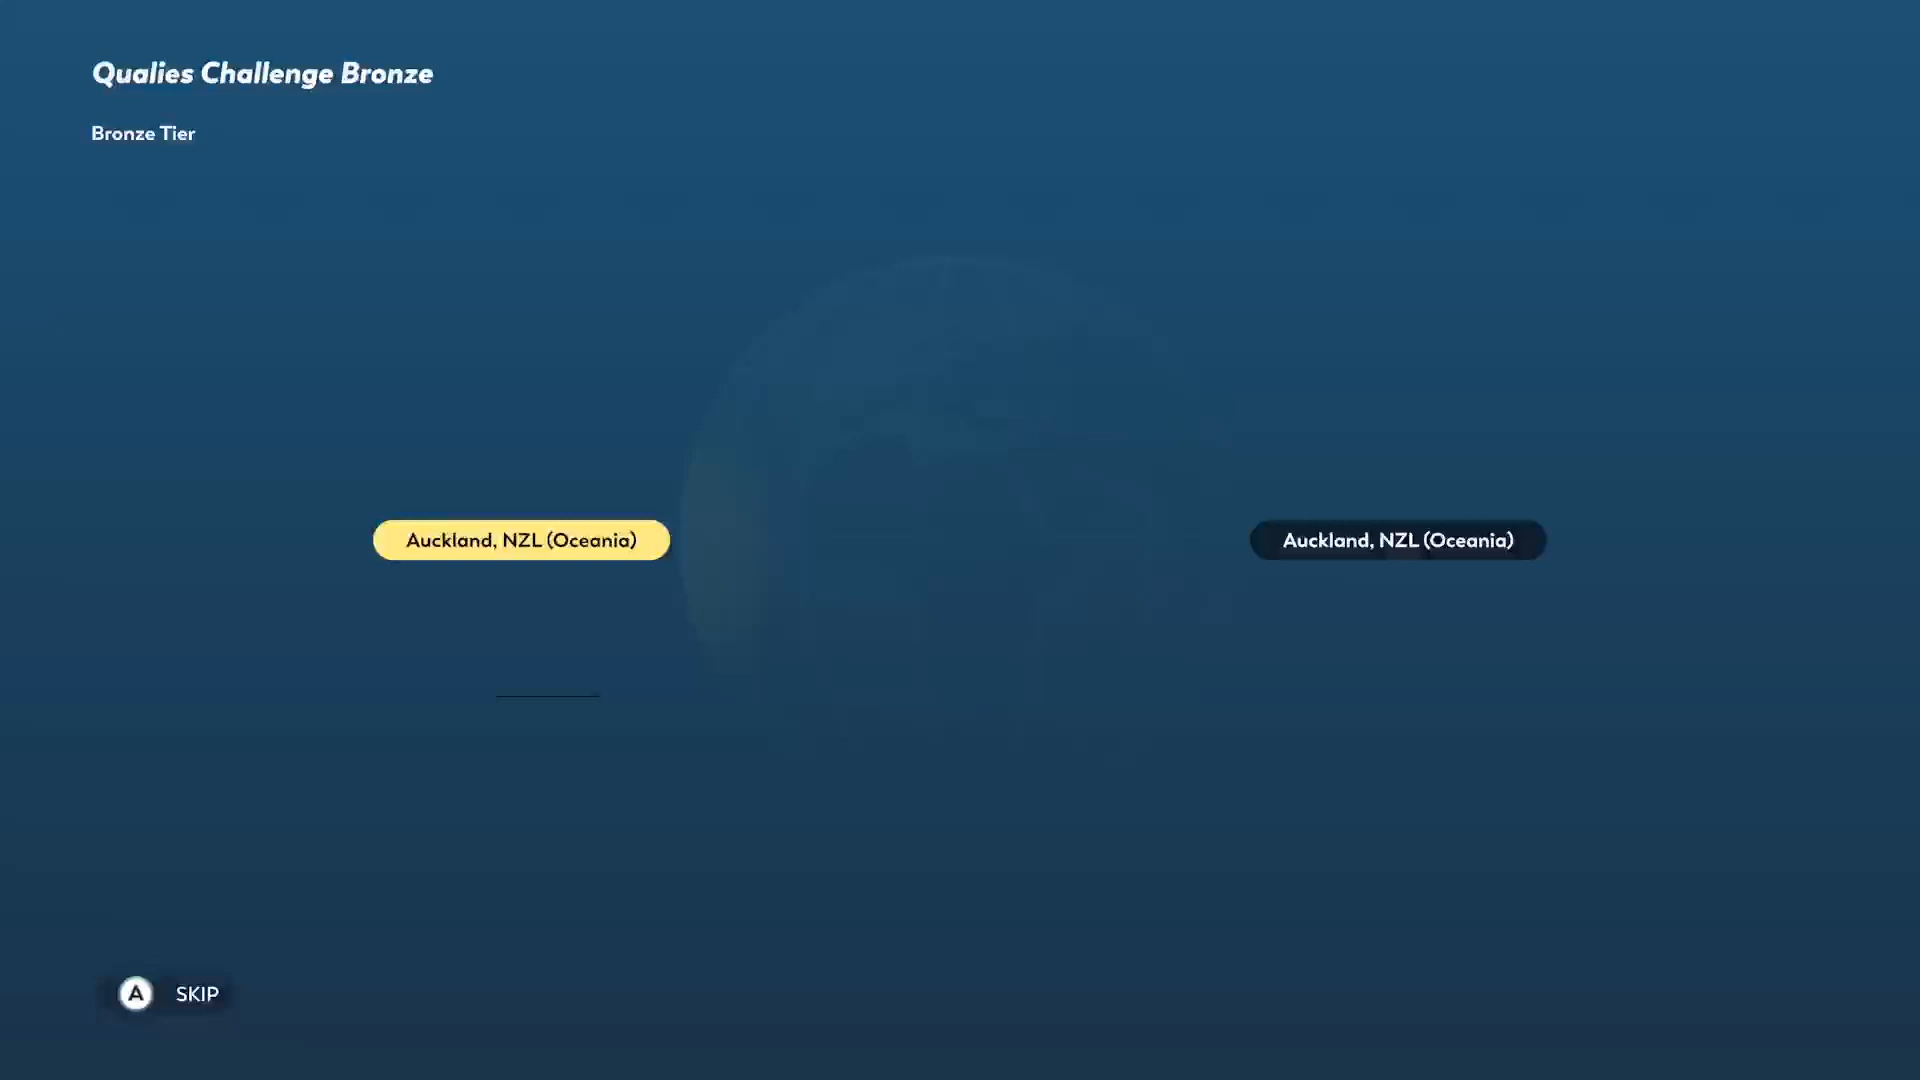 Qualies Challenge Bronze
Bronze Tier
Auckland, NZL (Oceania)
Auckland, NZL (Oceania)
A SKIP